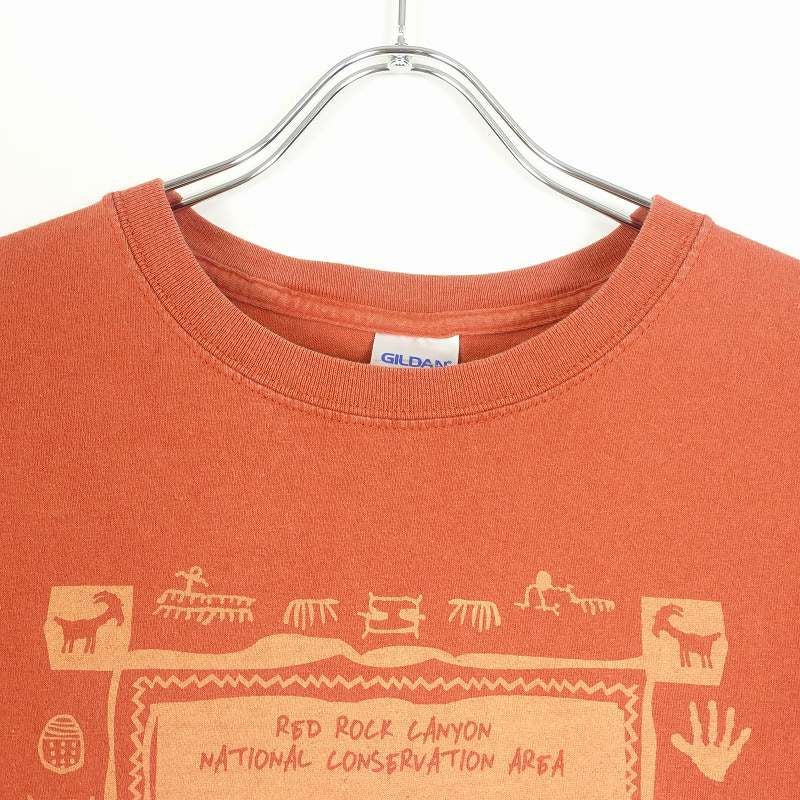 GILDAN
RED ROCK CANYON
NATIONAL CONSERVATION AREA